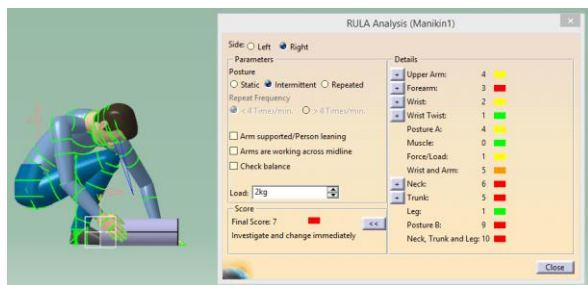 RULA Analysis (Manikin1)
Side: Left Right
Parameters
Posture
Static Intermittent Repeated
Repeat Frequency
< 4 Times/min. > 4 Times/min.
Arm supported/Person leaning
Arms are working across midline
Check balance
Load: 2kg
Score
Final Score: 7
<<
Investigate and change immediately
Details
+ Upper Arm: 4
+ Forearm: 3
+ Wrist: 2
+ Wrist Twist: 1
Posture A: 4
Muscle: 0
Force/Load: 1
Wrist and Arm: 5
+ Neck: 6
+ Trunk: 5
Leg: 1
Posture B: 9
Neck, Trunk and Leg: 10
Close